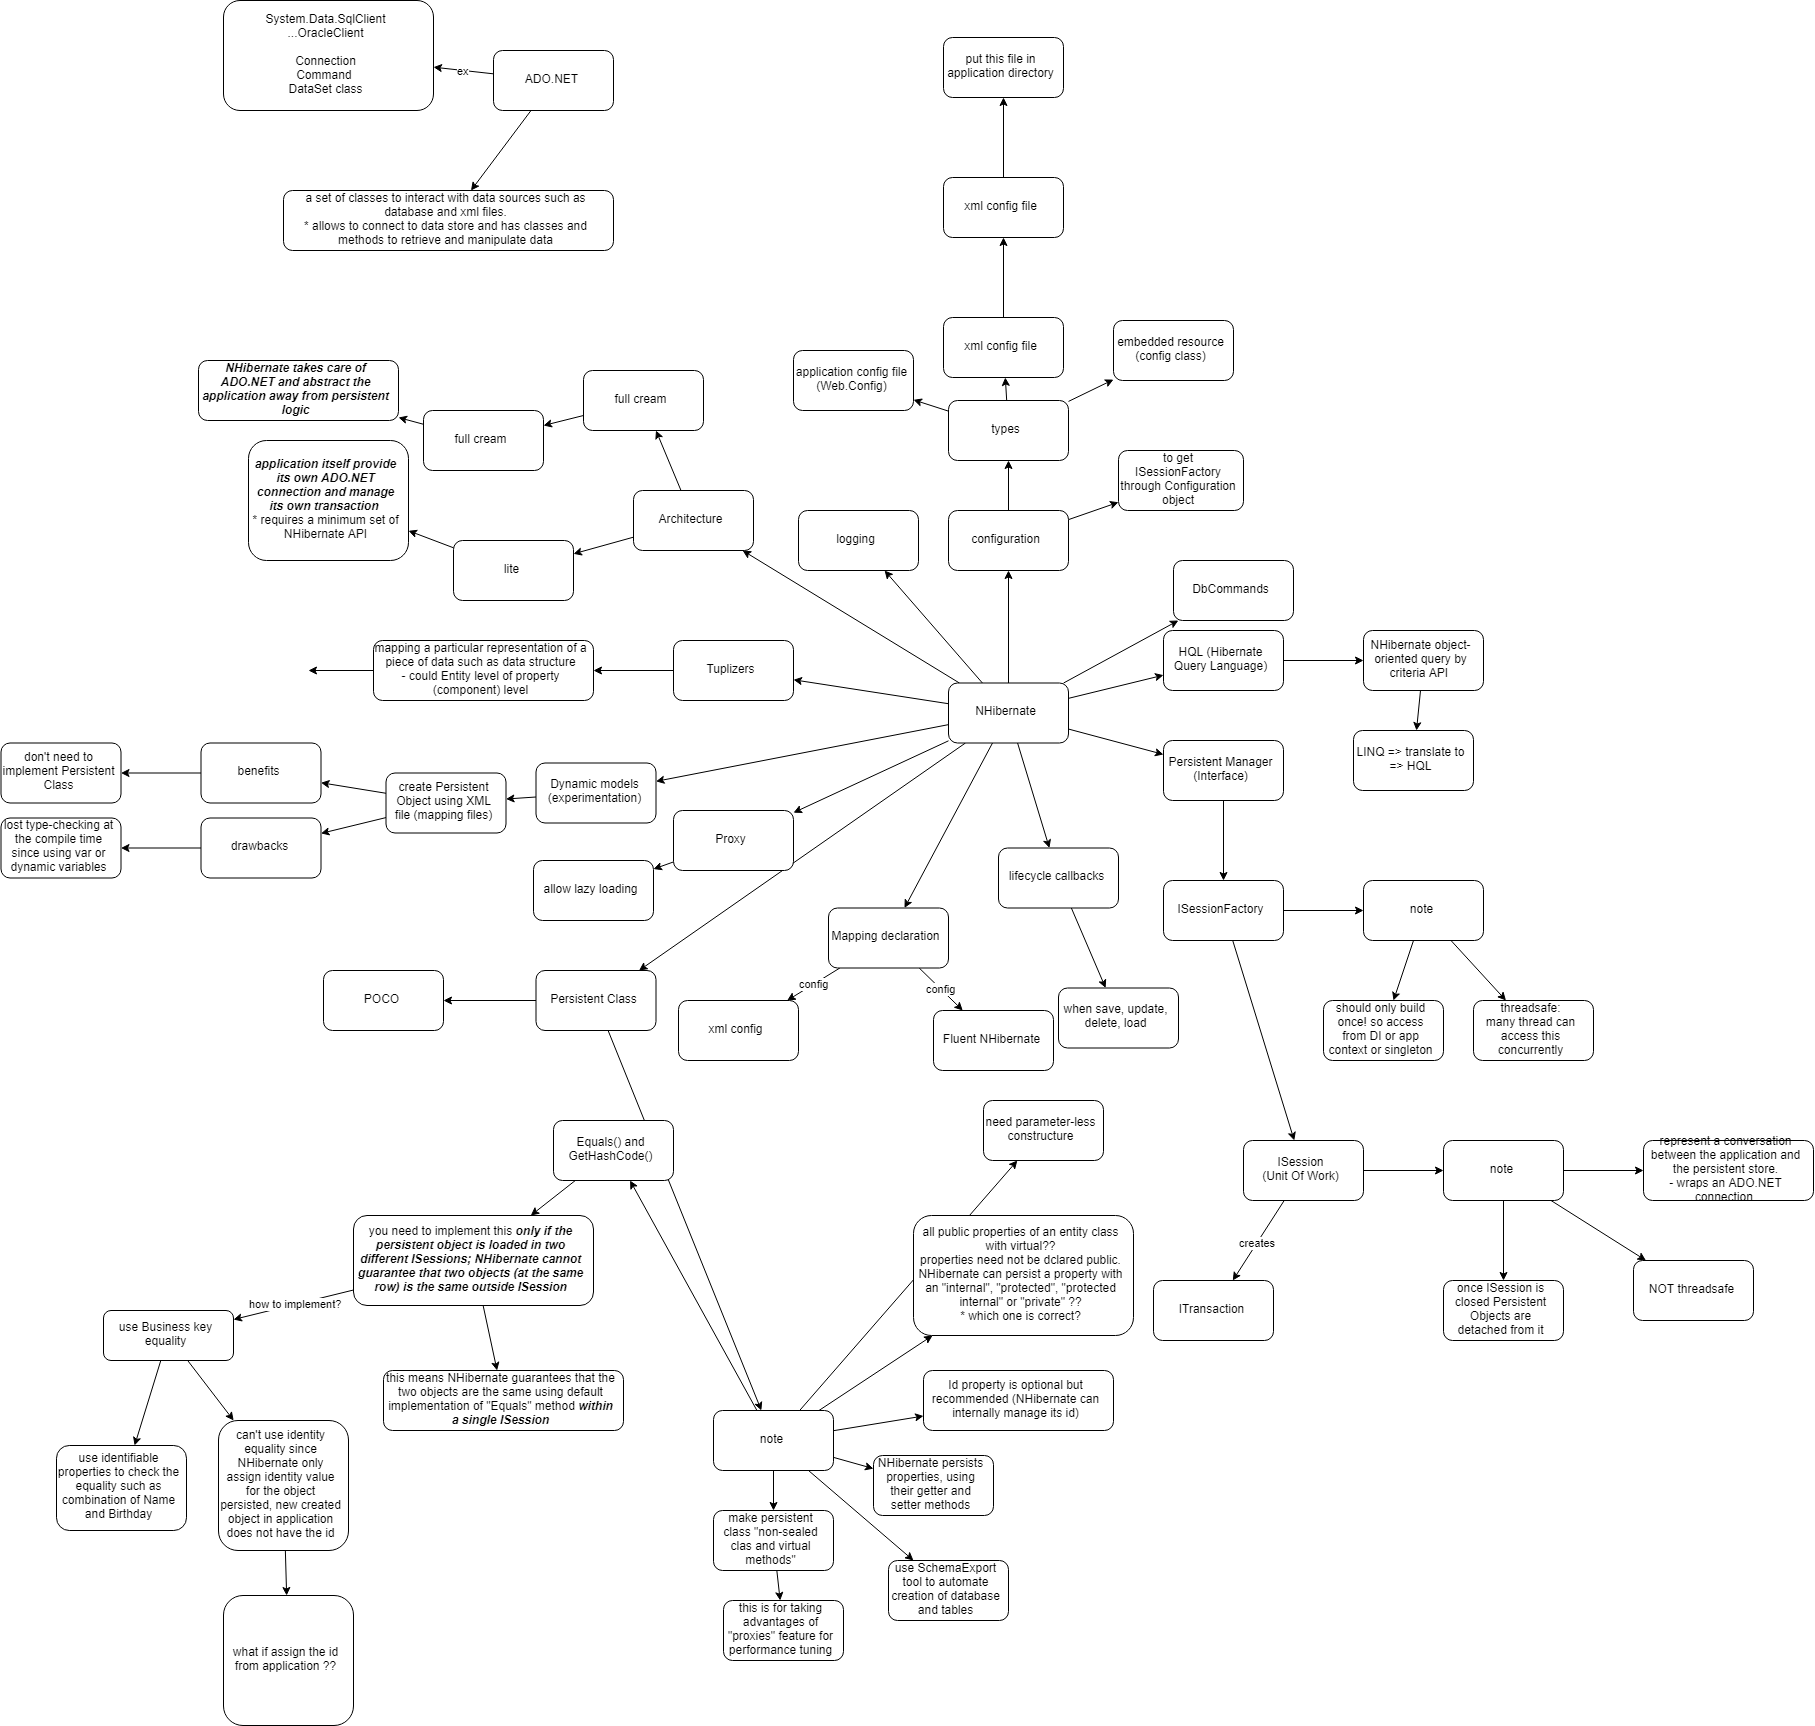 System.Data.SqlClient
...OracleClient
Connection
Command
DataSet class
ex
ADO.NET
a set of classes to interact with data sources such as
database and xml files.
* allows to connect to data store and has classes and
methods to retrieve and manipulate data
put this file in
application directory
xml config file
xml config file
embedded resource
(config class)
application config file
(Web.Config)
types
to get
ISessionFactory
through Configuration
object
configuration
logging
NHibernate takes care of
ADO.NET and abstract the
application away from persistent
logic
full cream
full cream
application itself provide
its own ADO.NET
connection and manage
its own transaction
* requires a minimum set of
NHibernate API
Architecture
lite
DbCommands
HQL (Hibernate
Query Language)
NHibernate object-
oriented query by
criteria API
LINQ => translate to
=> HQL
mapping a particular representation of a
piece of data such as data structure
- could Entity level of property
(component) level
Tuplizers
NHibernate
Persistent Manager
(Interface)
don't need to
implement Persistent
Class
benefits
create Persistent
Object using XML
file (mapping files)
Dynamic models
(experimentation)
lost type-checking at
the compile time
since using var or
dynamic variables
drawbacks
Proxy
allow lazy loading
lifecycle callbacks
Mapping declaration
config
config
xml config
Fluent NHibernate
when save, update,
delete, load
ISessionFactory
note
should only build
once! so access
from DI or app
context or singleton
threadsafe:
many thread can
access this
concurrently
POCO
Persistent Class
Equals() and
GetHashCode()
need parameter-less
constructure
ISession
(Unit Of Work)
note
represent a conversation
between the application and
the persistent store.
- wraps an ADO.NET
connection
creates
ITransaction
once ISession is
closed Persistent
Objects are
detached from it
NOT threadsafe
you need to implement this only if the
persistent object is loaded in two
different ISessions; NHibernate cannot
guarantee that two objects (at the same
row) is the same outside ISession
all public properties of an entity class
with virtual??
properties need not be dclared public.
NHibernate can persist a property with
an "internal", "protected", "protected
internal" or "private" ??
* which one is correct?
how to implement?
use Business key
equality
this means NHibernate guarantees that the
two objects are the same using default
implementation of "Equals" method within
a single ISession
Id property is optional but
recommended (NHibernate can
internally manage its id)
note
use identifiable
properties to check the
equality such as
combination of Name
and Birthday
can't use identity
equality since
NHibernate only
assign identity value
for the object
persisted, new created
object in application
does not have the id
NHibernate persists
properties, using
their getter and
setter methods
make persistent
class "non-sealed
clas and virtual
methods"
use SchemaExport
tool to automate
creation of database
and tables
this is for taking
advantages of
"proxies" feature for
performance tuning
what if assign the id
from application ??